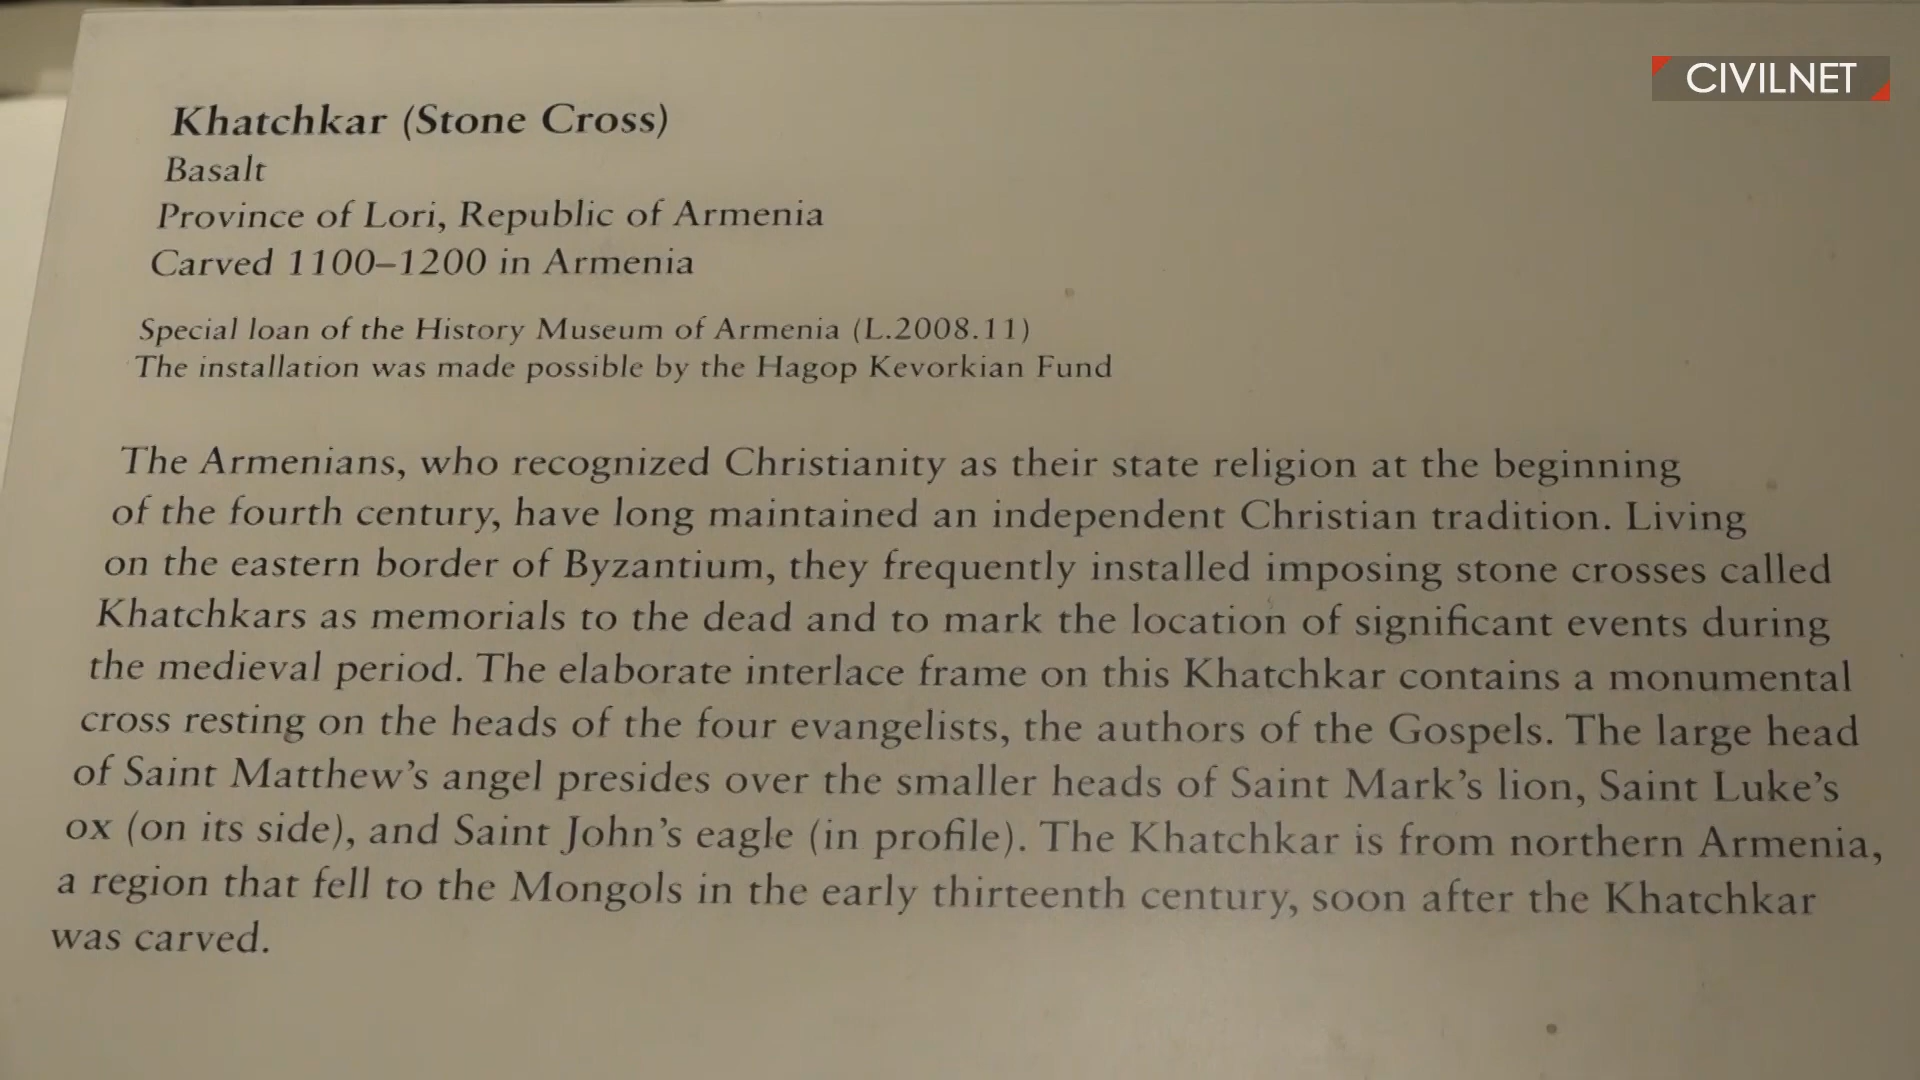 CIVILNET
Khatchkar (Stone Cross)
Basalt
Province of Lori, Republic of Armenia
Carved 1100–1200 in Armenia
Special loan of the History Museum of Armenia (L.2008.11)
The installation was made possible by the Hagop Kevorkian Fund
The Armenians, who recognized Christianity as their state religion at the beginning
of the fourth century, have long maintained an independent Christian tradition. Living
on the eastern border of Byzantium, they frequently installed imposing stone crosses called
Khatchkars as memorials to the dead and to mark the location of significant events during
the medieval period. The elaborate interlace frame on this Khatchkar contains a monumental
cross resting on the heads of the four evangelists, the authors of the Gospels. The large head
of Saint Matthew’s angel presides over the smaller heads of Saint Mark’s lion, Saint Luke’s
ox (on its side), and Saint John’s eagle (in profile). The Khatchkar is from northern Armenia,
a region that fell to the Mongols in the early thirteenth century, soon after the Khatchkar
was carved.